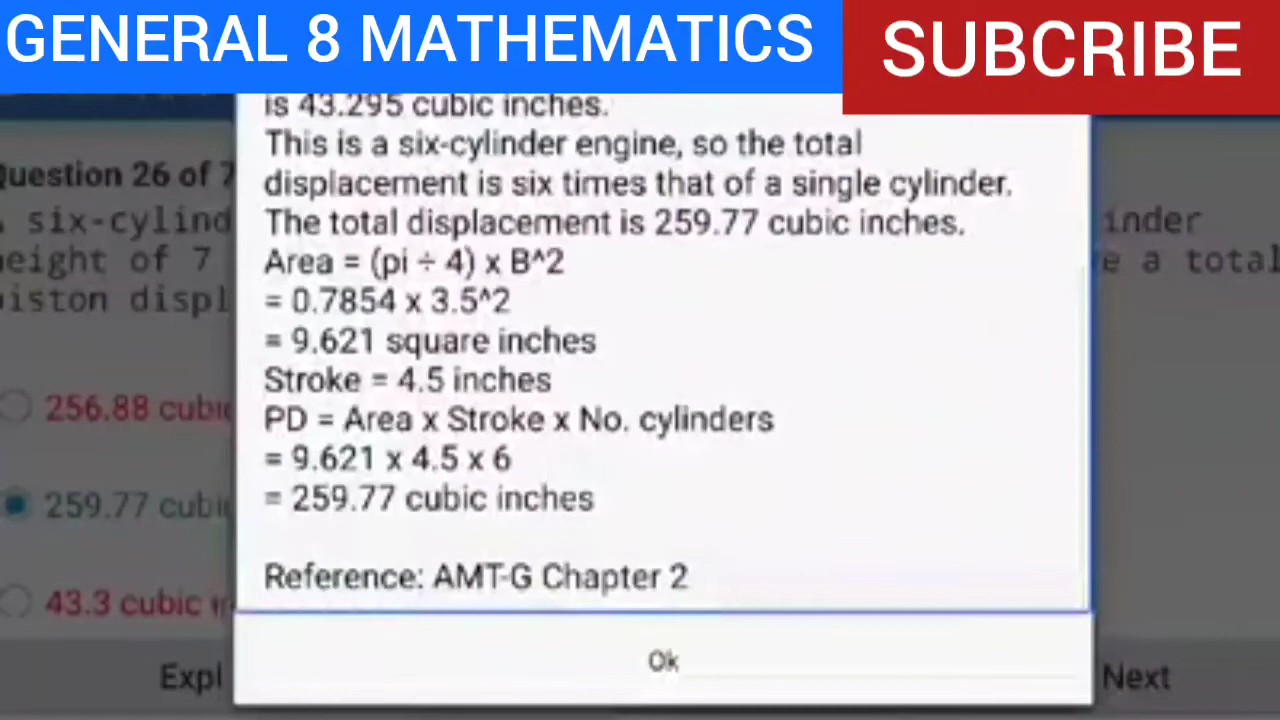 GENERAL 8 MATHEMATICS
SUBCRIBE
is 43.295 cubic inches.
This is a six-cylinder engine, so the total
displacement is six times that of a single cylinder.
The total displacement is 259.77 cubic inches.
Area = (pi ÷ 4) x B^2
= 0.7854 x 3.5^2
= 9.621 square inches
Stroke = 4.5 inches
PD = Area x Stroke x No. cylinders
= 9.621 x 4.5 x 6
= 259.77 cubic inches
Reference: AMT-G Chapter 2
Ok
Question 26 of 7
six-cylind inder
eight of 7 e a total
piston displ
256.88 cubic
259.77 cubi
43.3 cubic
Expl
Next